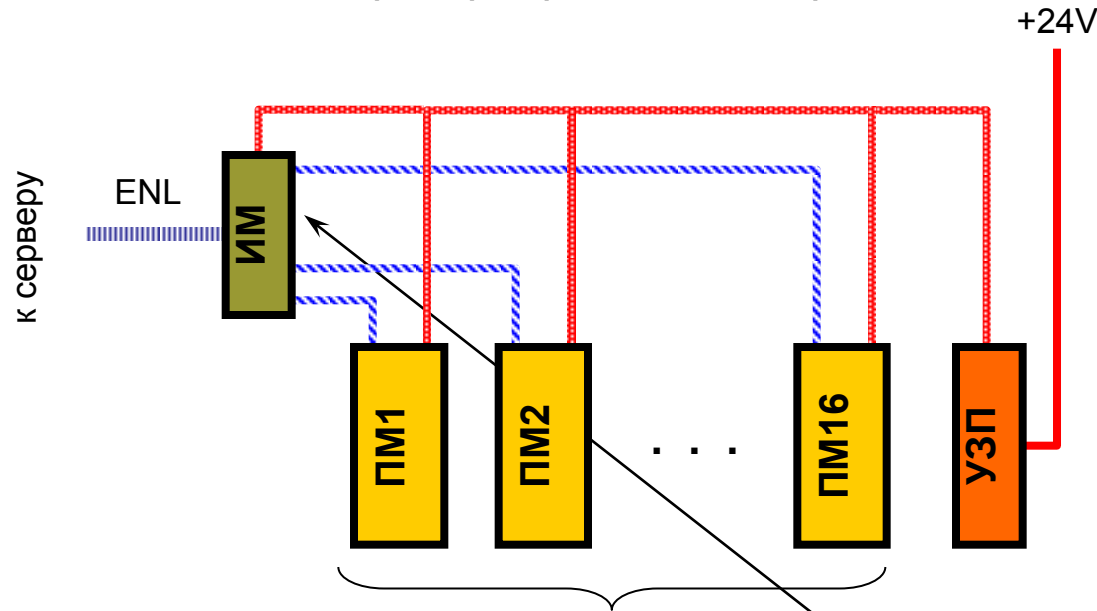 +24V
к серверу
ENL
ИМ
ПМ1
ПМ2
. . .
ПМ16
УЗП